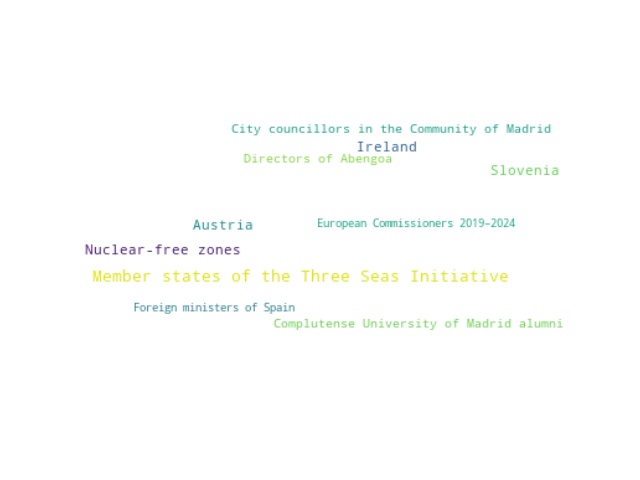 City councillors in the Community of Madrid
Ireland
Directors of Abengoa
Slovenia
European Commissioners 2019–2024
Austria
Nuclear-free zones
Member states of the Three Seas Initiative
Foreign ministers of Spain
Complutense University of Madrid alumni